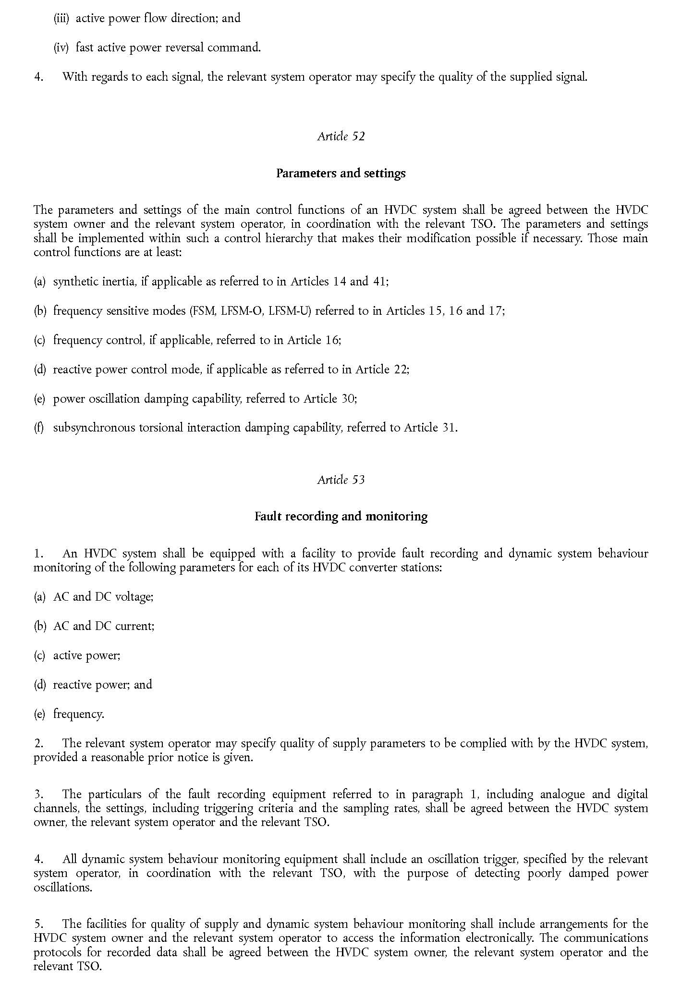 (iii) active power flow direction; and
(iv) fast active power reversal command.
4. With regards to each signal, the relevant system operator may specify the quality of the supplied signal.
Article 52
Parameters and settings
The parameters and settings of the main control functions of an HVDC system shall be agreed between the HVDC
system owner and the relevant system operator, in coordination with the relevant TSO. The parameters and settings
shall be implemented within such a control hierarchy that makes their modification possible if necessary. Those main
control functions are at least:
(a) synthetic inertia, if applicable as referred to in Articles 14 and 41;
(b) frequency sensitive modes (FSM, LFSM-O, LFSM-U) referred to in Articles 15, 16 and 17;
(c) frequency control, if applicable, referred to in Article 16;
(d) reactive power control mode, if applicable as referred to in Article 22;
(e) power oscillation damping capability, referred to Article 30;
(f) subsynchronous torsional interaction damping capability, referred to Article 31.
Article 53
Fault recording and monitoring
1. An HVDC system shall be equipped with a facility to provide fault recording and dynamic system behaviour
monitoring of the following parameters for each of its HVDC converter stations:
(a) AC and DC voltage;
(b) AC and DC current;
(c) active power;
(d) reactive power; and
(e) frequency.
2. The relevant system operator may specify quality of supply parameters to be complied with by the HVDC system,
provided a reasonable prior notice is given.
3. The particulars of the fault recording equipment referred to in paragraph 1, including analogue and digital
channels, the settings, including triggering criteria and the sampling rates, shall be agreed between the HVDC system
owner, the relevant system operator and the relevant TSO.
4. All dynamic system behaviour monitoring equipment shall include an oscillation trigger, specified by the relevant
system operator, in coordination with the relevant TSO, with the purpose of detecting poorly damped power
oscillations.
5. The facilities for quality of supply and dynamic system behaviour monitoring shall include arrangements for the
HVDC system owner and the relevant system operator to access the information electronically. The communications
protocols for recorded data shall be agreed between the HVDC system owner, the relevant system operator and the
relevant TSO.